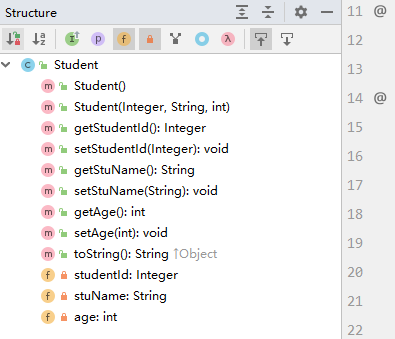 Structure
Student
Student()
Student(Integer, String, int)
getStudentId(): Integer
setStudentId(Integer): void
getStuName(): String
setStuName(String): void
getAge(): int
setAge(int): void
toString(): String ↑Object
studentId: Integer
stuName: String
age: int
11 @
12
13
14 @
15
16
17
18
19
20
21
22